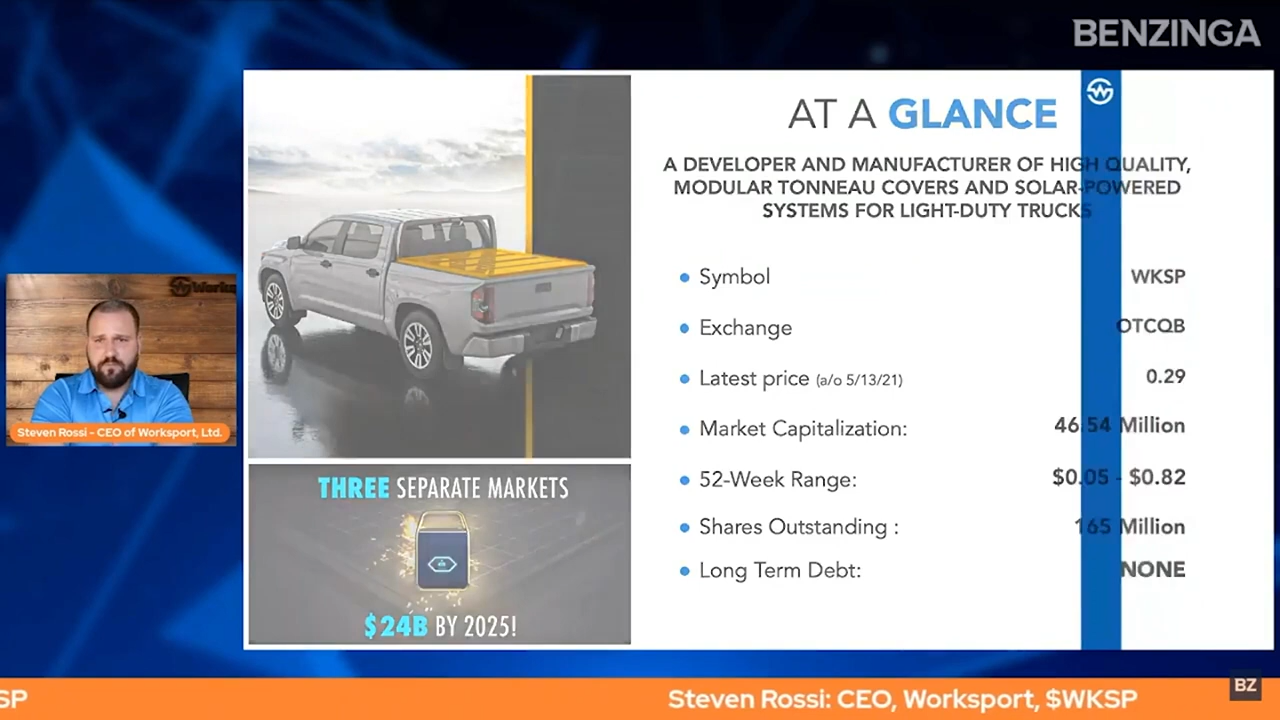 BENZINGA
AT A GLANCE
A DEVELOPER AND MANUFACTURER OF HIGH QUALITY,
MODULAR TONNEAU COVERS AND SOLAR-POWERED
SYSTEMS FOR LIGHT-DUTY TRUCKS
Symbol WKSP
Exchange OTCQB
Latest price (a/o 5/13/21) 0.29
Market Capitalization: 46.54 Million
52-Week Range: $0.05 - $0.82
Shares Outstanding : 165 Million
Long Term Debt: NONE
THREE SEPARATE MARKETS
$24B BY 2025!
Steven Rossi - CEO of Worksport, Ltd.
SP
Steven Rossi: CEO, Worksport, $WKSP
BZ